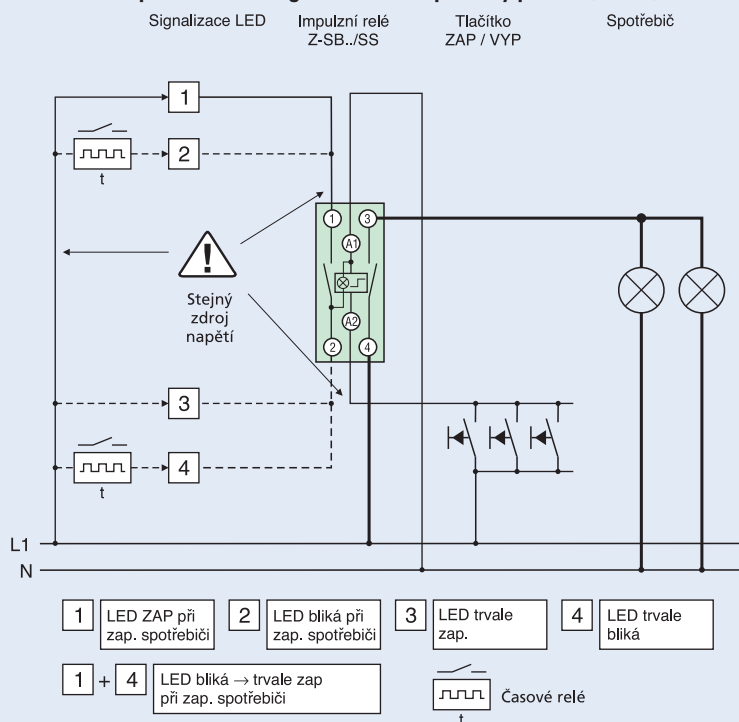 Signalizace LED
Impulzní relé
Z-SB../SS
Tlačítko
ZAP / VYP
Spotřebič
1
2
t
1
3
A1
A2
2
4
Stejný
zdroj
napětí
3
4
t
L1
N
1
LED ZAP při
zap. spotřebiči
2
LED bliká při
zap. spotřebiči
3
LED trvale
zap.
4
LED trvale
bliká
1 + 4
LED bliká → trvale zap
při zap. spotřebiči
Časové relé
t